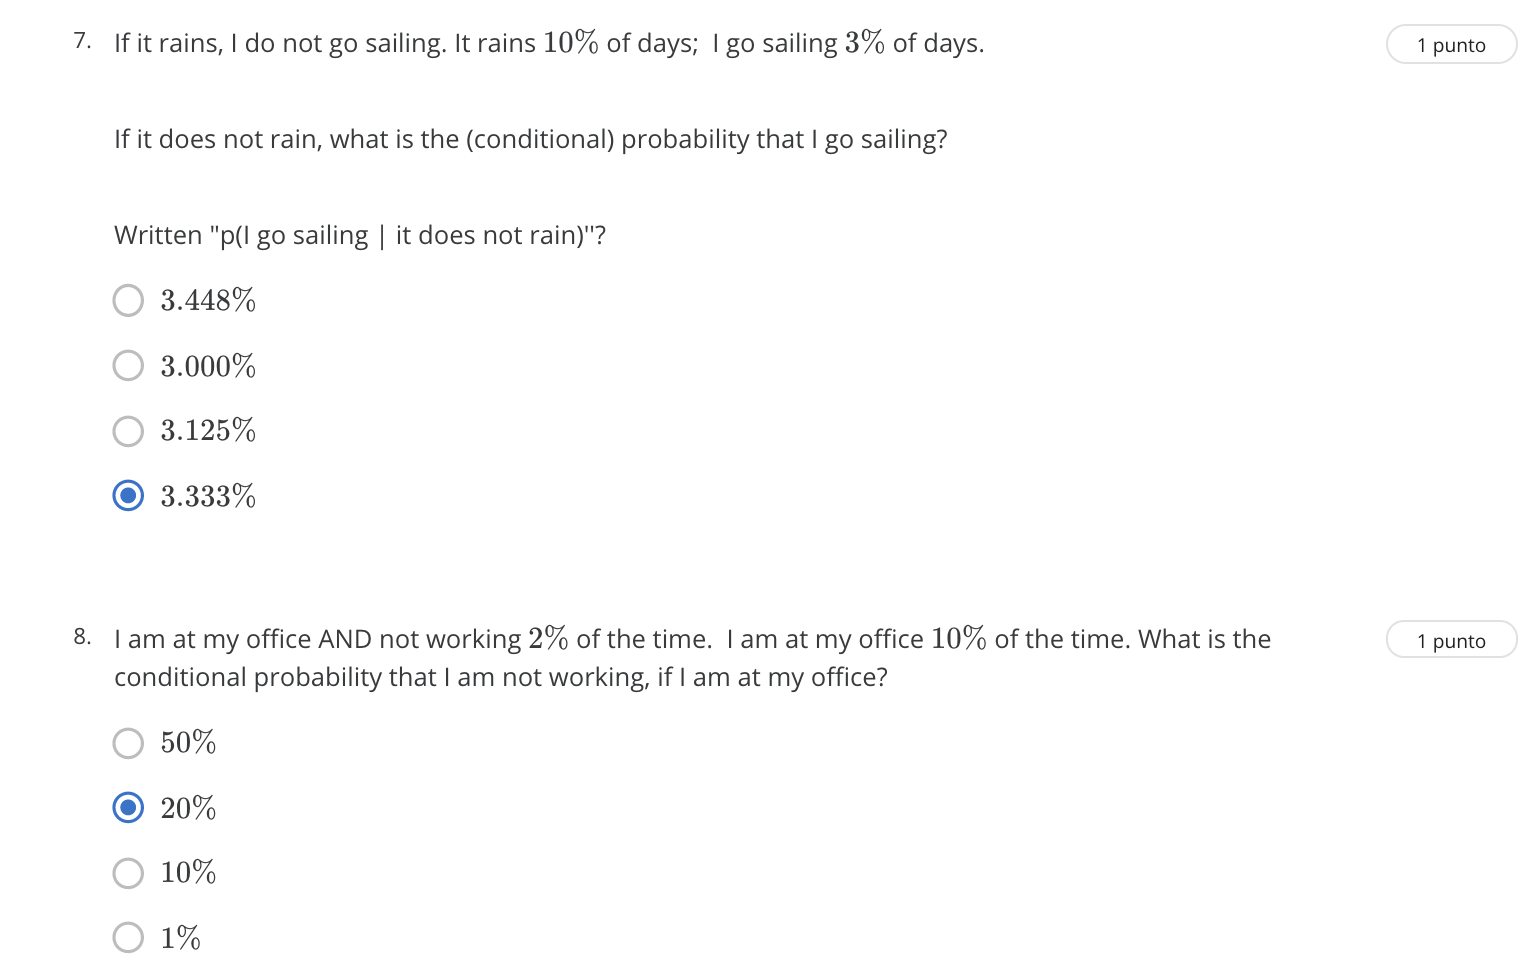 7. If it rains, I do not go sailing. It rains 10% of days;  I go sailing 3% of days.
1 punto
If it does not rain, what is the (conditional) probability that I go sailing?
Written "p(I go sailing | it does not rain)''?
3.448%
3.000%
3.125%
3.333%
8. I am at my office AND not working 2% of the time.  I am at my office 10% of the time. What is the
1 punto
conditional probability that I am not working, if I am at my office?
50%
20%
10%
1%